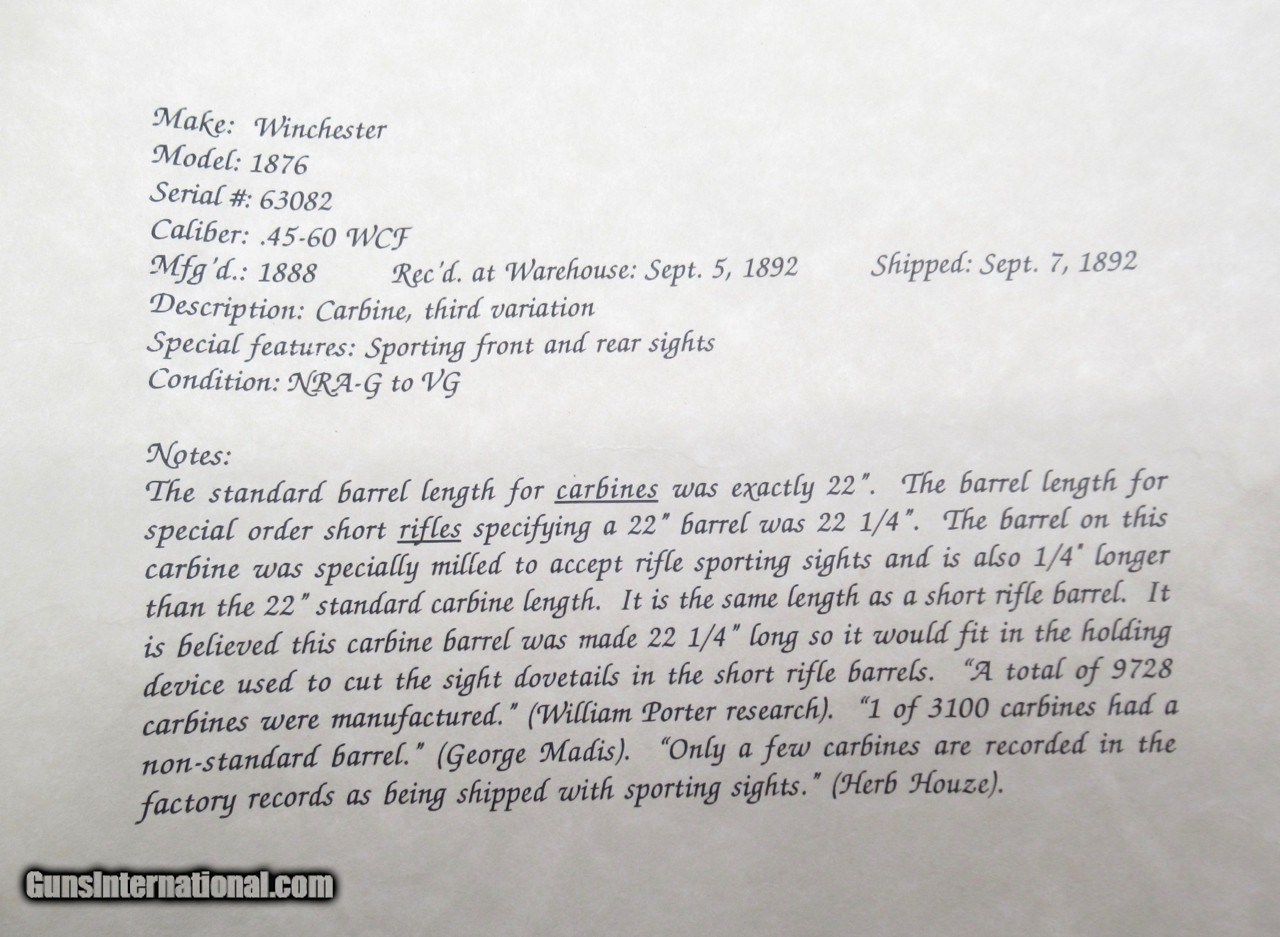 Make: Winchester
Model: 1876
Serial #: 63082
Caliber: .45-60 WCF
Mfg'd.: 1888 Rec'd. at Warehouse: Sept. 5, 1892 Shipped: Sept. 7, 1892
Description: Carbine, third variation
Special features: Sporting front and rear sights
Condition: NRA-G to VG
Notes:
The standard barrel length for carbines was exactly 22". The barrel length for
special order short rifles specifying a 22" barrel was 22 1/4". The barrel on this
carbine was specially milled to accept rifle sporting sights and is also 1/4" longer
than the 22" standard carbine length. It is the same length as a short rifle barrel. It
is believed this carbine barrel was made 22 1/4" long so it would fit in the holding
device used to cut the sight dovetails in the short rifle barrels. "A total of 9728
carbines were manufactured." (William Porter research). "1 of 3100 carbines had a
non-standard barrel." (George Madis). "Only a few carbines are recorded in the
factory records as being shipped with sporting sights." (Herb Houze).
GunsInternational.com